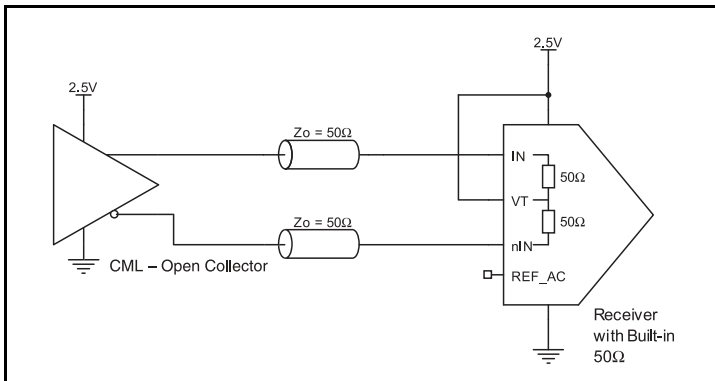 2.5V
2.5V
Zo = 50Ω
IN
50Ω
VT
50Ω
Zo = 50Ω
nIN
CML – Open Collector
REF_AC
Receiver
with Built-in
50Ω